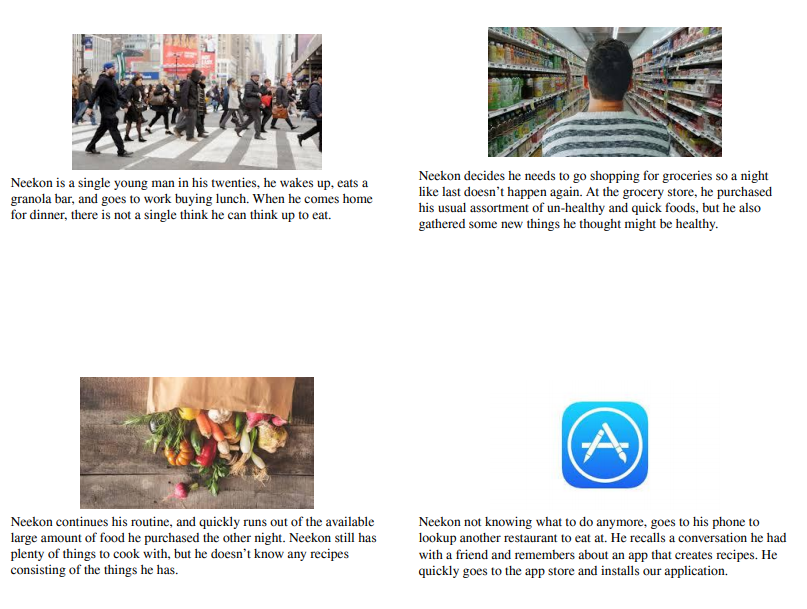 Neekon is a single young man in his twenties, he wakes up, eats a
granola bar, and goes to work buying lunch. When he comes home
for dinner, there is not a single think he can think up to eat.
Neekon decides he needs to go shopping for groceries so a night
like last doesn't happen again. At the grocery store, he purchased
his usual assortment of un-healthy and quick foods, but he also
gathered some new things he thought might be healthy.
Neekon continues his routine, and quickly runs out of the available
large amount of food he purchased the other night. Neekon still has
plenty of things to cook with, but he doesn't know any recipes
consisting of the things he has.
Neekon not knowing what to do anymore, goes to his phone to
lookup another restaurant to eat at. He recalls a conversation he had
with a friend and remembers about an app that creates recipes. He
quickly goes to the app store and installs our application.